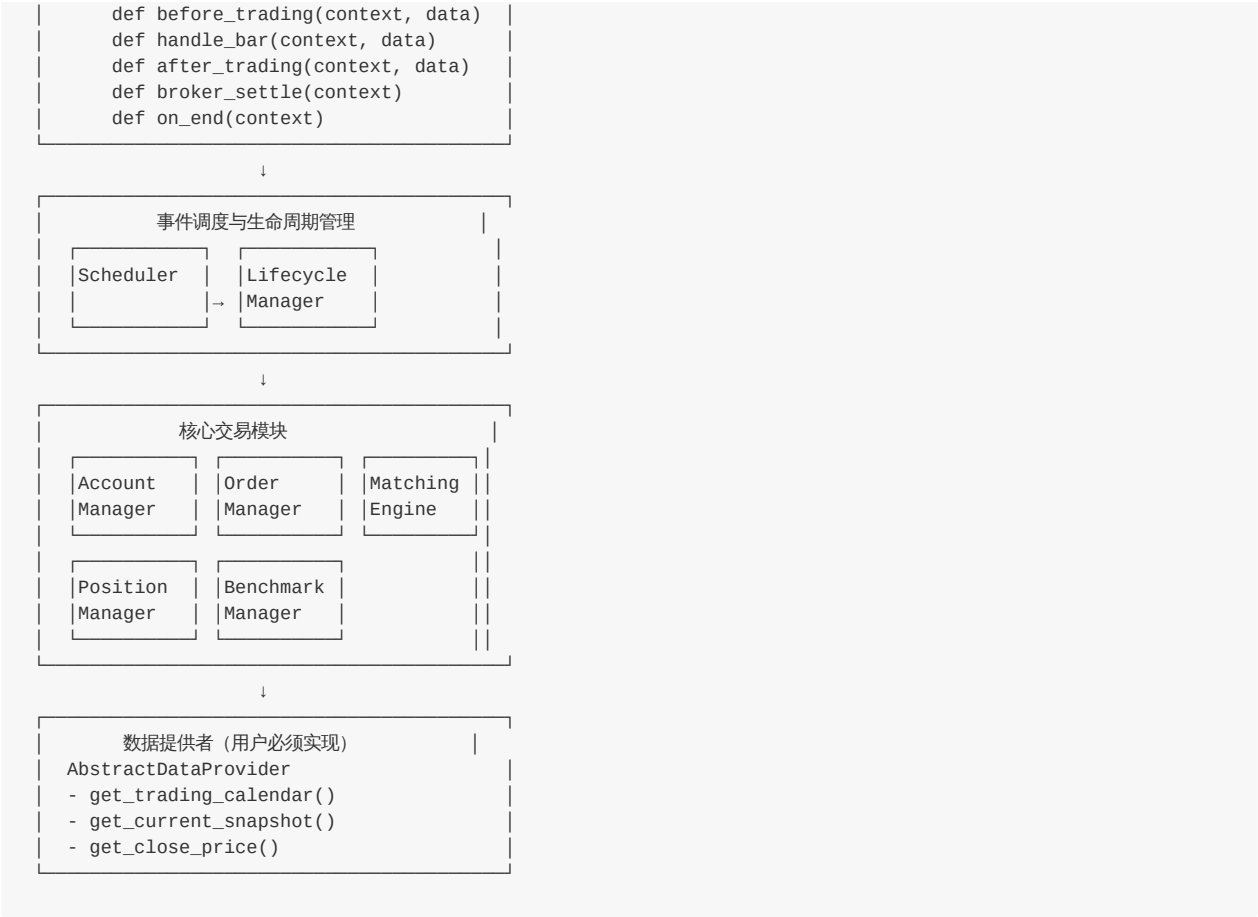 def before_trading(context, data)
def handle_bar(context, data)
def after_trading(context, data)
def broker_settle(context)
def on_end(context)
↓
事件调度与生命周期管理
Scheduler Lifecycle
→ Manager
↓
核心交易模块
Account Order Matching
Manager Manager Engine
Position Benchmark
Manager Manager
↓
数据提供者（用户必须实现）
AbstractDataProvider
- get_trading_calendar()
- get_current_snapshot()
- get_close_price()